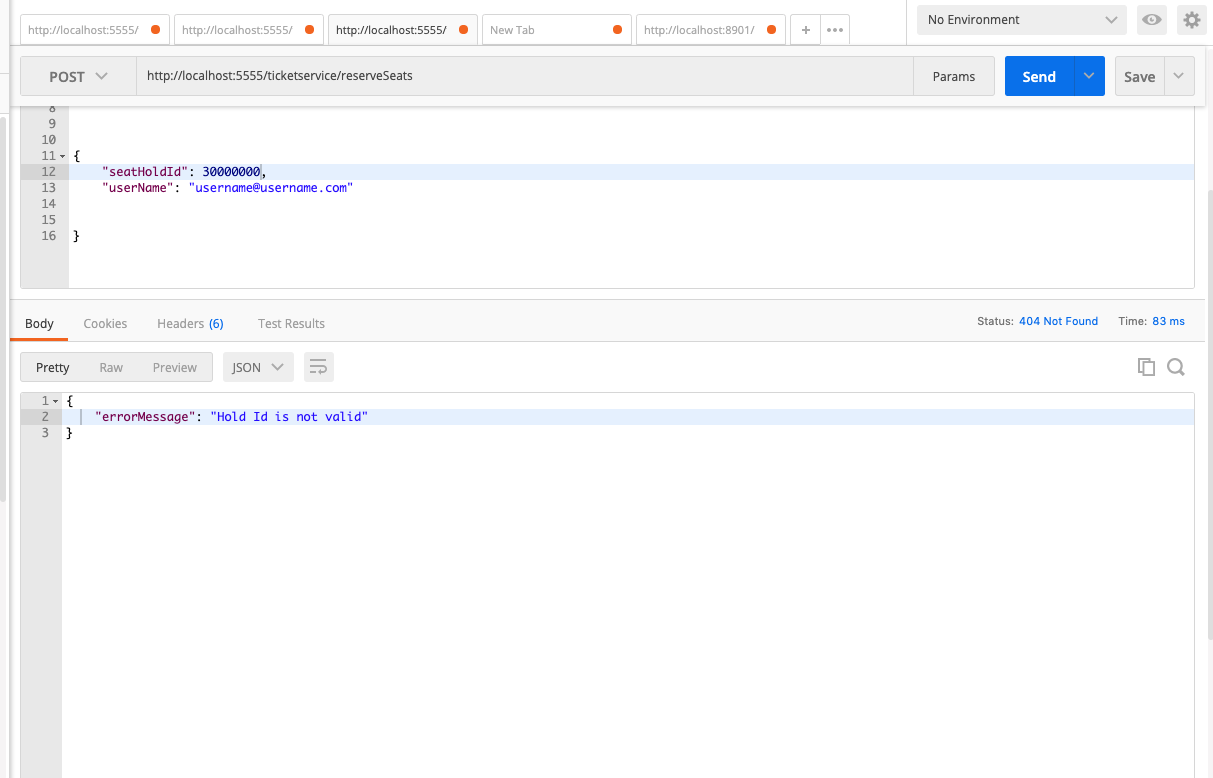 http://localhost:5555/ http://localhost:5555/ http://localhost:5555/ New Tab http://localhost:8901/ + ••• No Environment
POST http://localhost:5555/ticketservice/reserveSeats Params Send Save
8
9
10
11 {
12 "seatHoldId": 30000000,
13 "userName": "username@username.com"
14
15
16 }
Body Cookies Headers (6) Test Results Status: 404 Not Found Time: 83 ms
Pretty Raw Preview JSON
1 {
2 "errorMessage": "Hold Id is not valid"
3 }